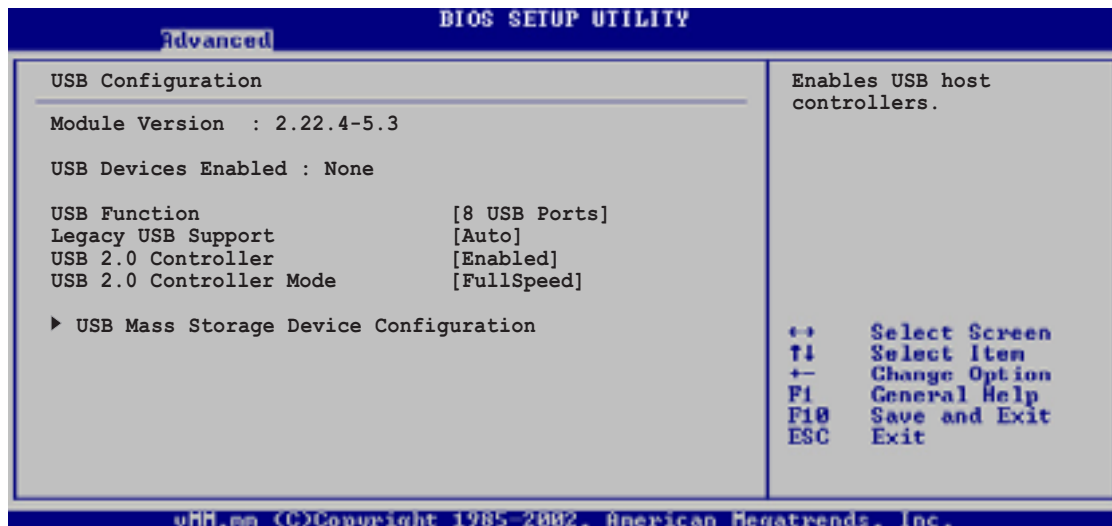 BIOS SETUP UTILITY
Advanced
USB Configuration
Module Version : 2.22.4-5.3
USB Devices Enabled : None
USB Function [8 USB Ports]
Legacy USB Support [Auto]
USB 2.0 Controller [Enabled]
USB 2.0 Controller Mode [FullSpeed]
▶ USB Mass Storage Device Configuration
Enables USB host
controllers.
←→ Select Screen
↑↓ Select Item
+- Change Option
F1 General Help
F10 Save and Exit
ESC Exit
vMM.mm (C)Copyright 1985-2002, American Megatrends, Inc.